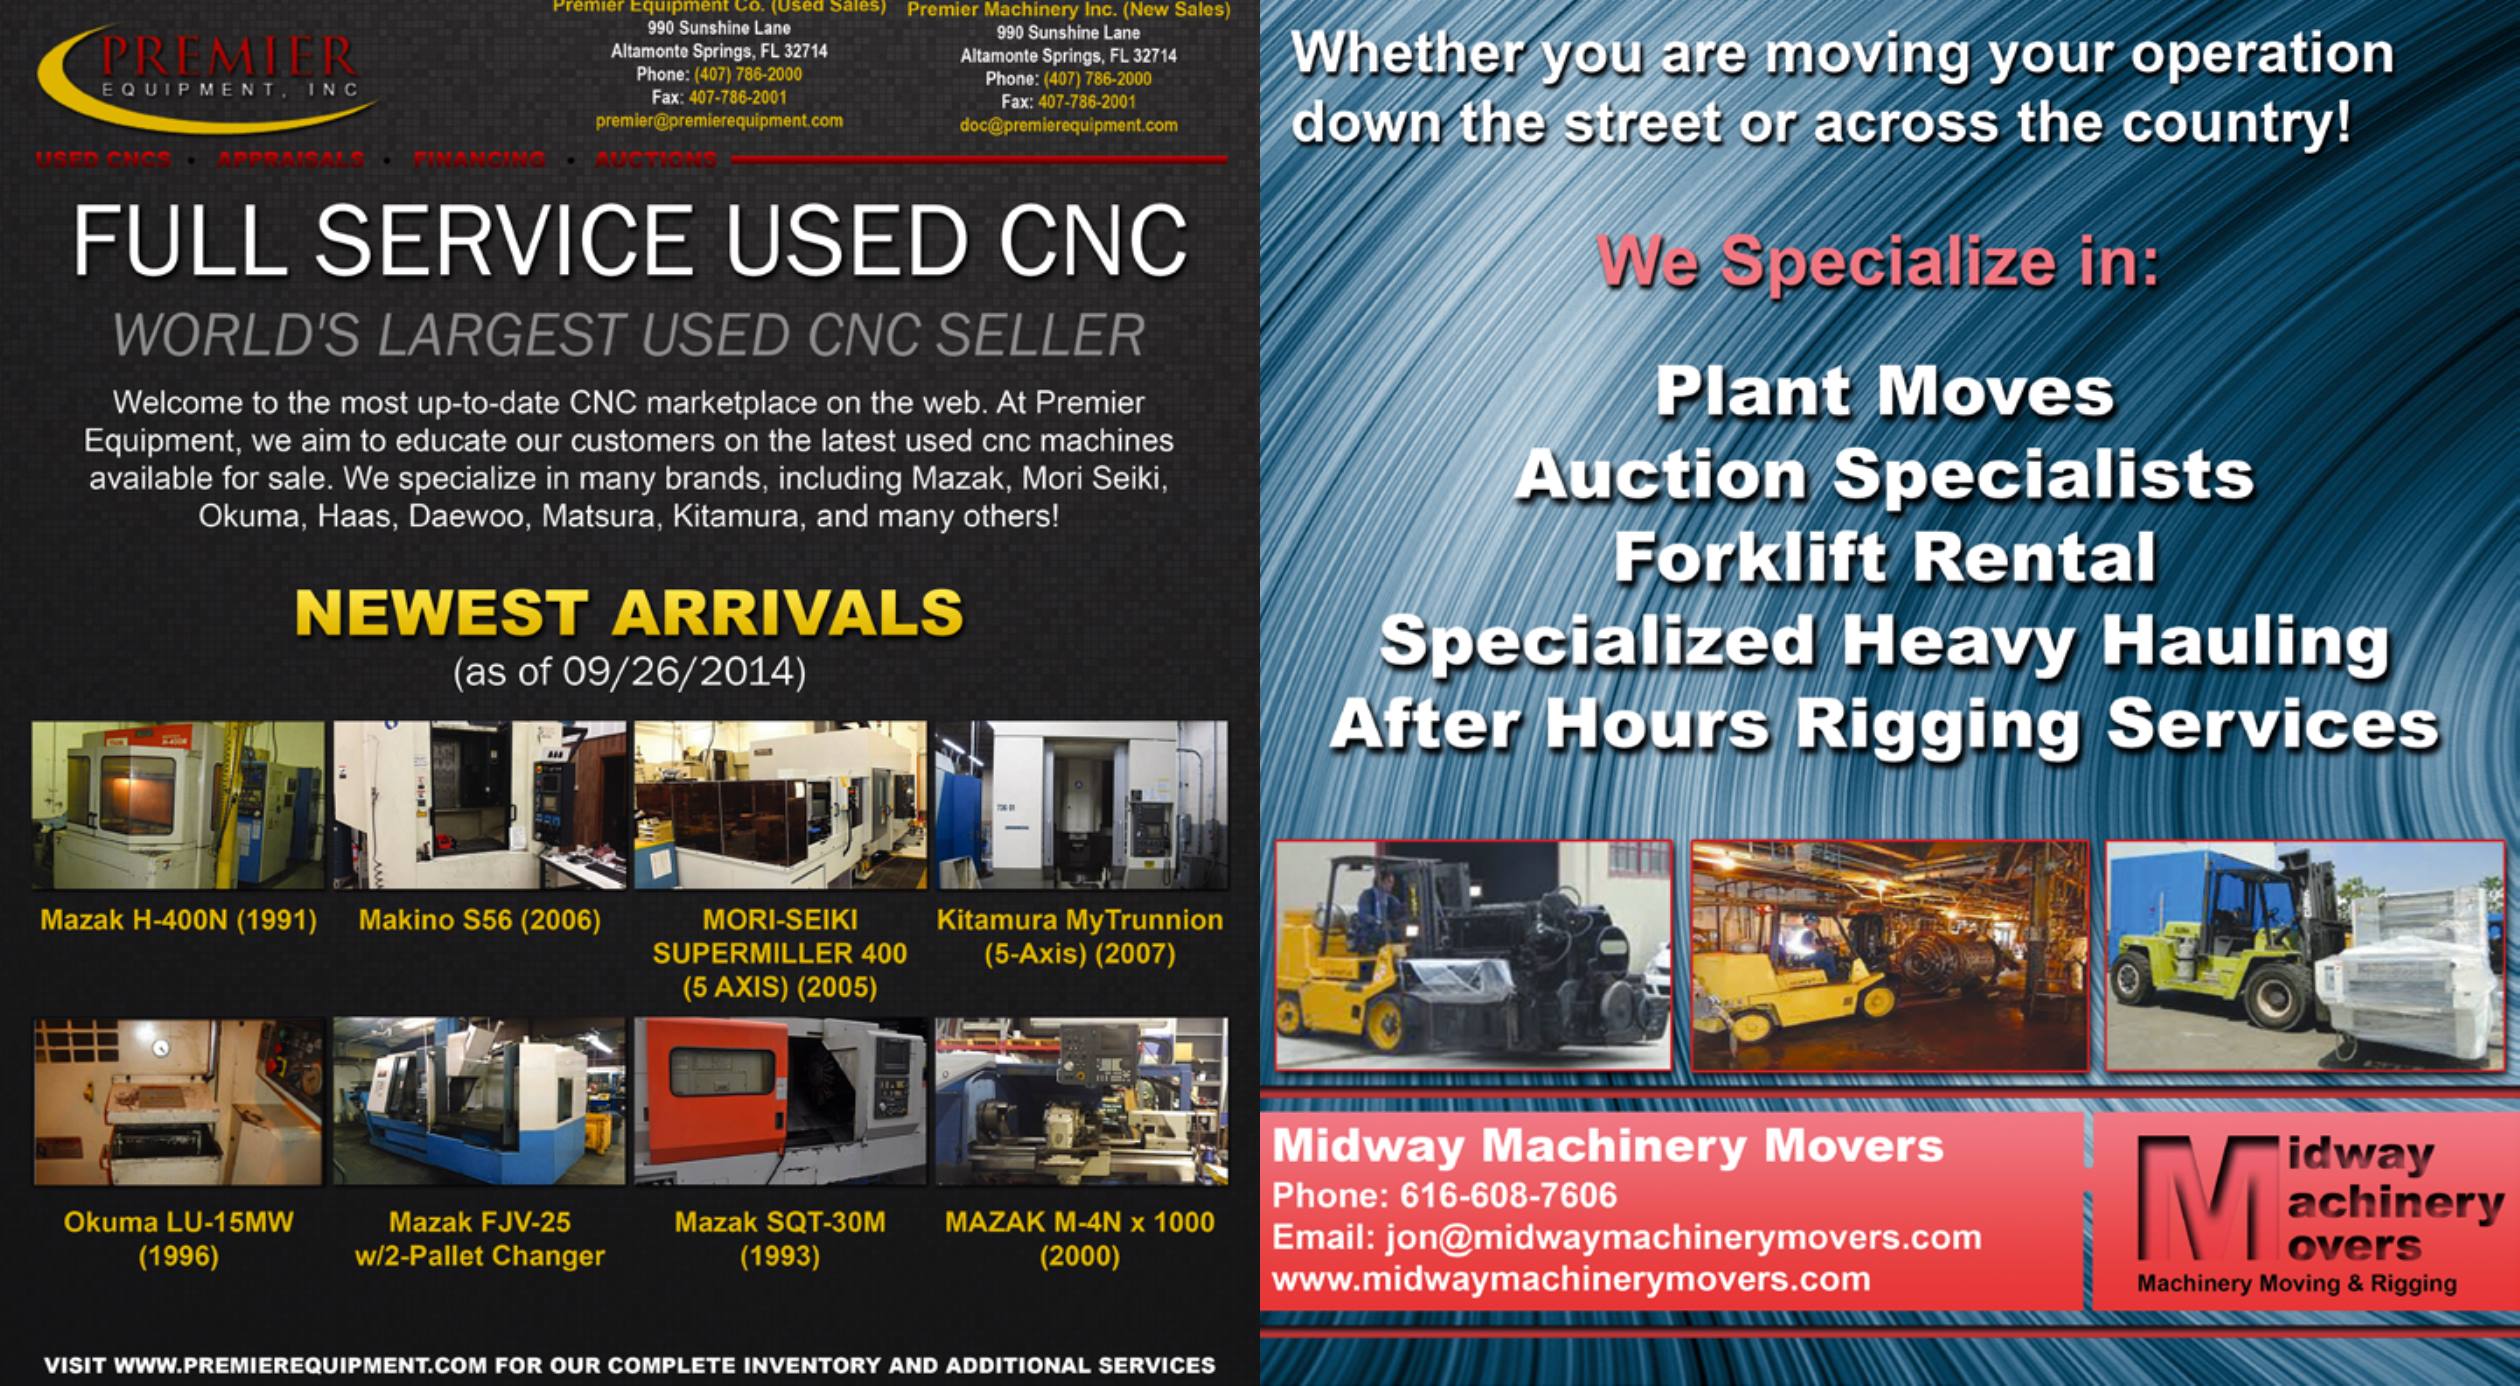 PREMIER
EQUIPMENT, INC
Premier Equipment Co. (Used Sales)
990 Sunshine Lane
Altamonte Springs, FL 32714
Phone: (407) 786-2000
Fax: 407-786-2001
premier@premierequipment.com
Premier Machinery Inc. (New Sales)
990 Sunshine Lane
Altamonte Springs, FL 32714
Phone: (407) 786-2000
Fax: 407-786-2001
doc@premierequipment.com
USED CNCS • APPRAISALS • FINANCING • AUCTIONS
FULL SERVICE USED CNC
WORLD'S LARGEST USED CNC SELLER
Welcome to the most up-to-date CNC marketplace on the web. At Premier
Equipment, we aim to educate our customers on the latest used cnc machines
available for sale. We specialize in many brands, including Mazak, Mori Seiki,
Okuma, Haas, Daewoo, Matsura, Kitamura, and many others!
NEWEST ARRIVALS
(as of 09/26/2014)
H-400N
Mazak H-400N (1991)
Makino S56 (2006)
MORI-SEIKI
SUPERMILLER 400
(5 AXIS) (2005)
Kitamura MyTrunnion
(5-Axis) (2007)
Okuma LU-15MW
(1996)
Mazak FJV-25
w/2-Pallet Changer
Mazak SQT-30M
(1993)
MAZAK M-4N x 1000
(2000)
VISIT WWW.PREMIEREQUIPMENT.COM FOR OUR COMPLETE INVENTORY AND ADDITIONAL SERVICES
Whether you are moving your operation
down the street or across the country!
We Specialize in:
Plant Moves
Auction Specialists
Forklift Rental
Specialized Heavy Hauling
After Hours Rigging Services
Midway Machinery Movers
Phone: 616-608-7606
Email: jon@midwaymachinerymovers.com
www.midwaymachinerymovers.com
Midway
achinery
overs
Machinery Moving & Rigging